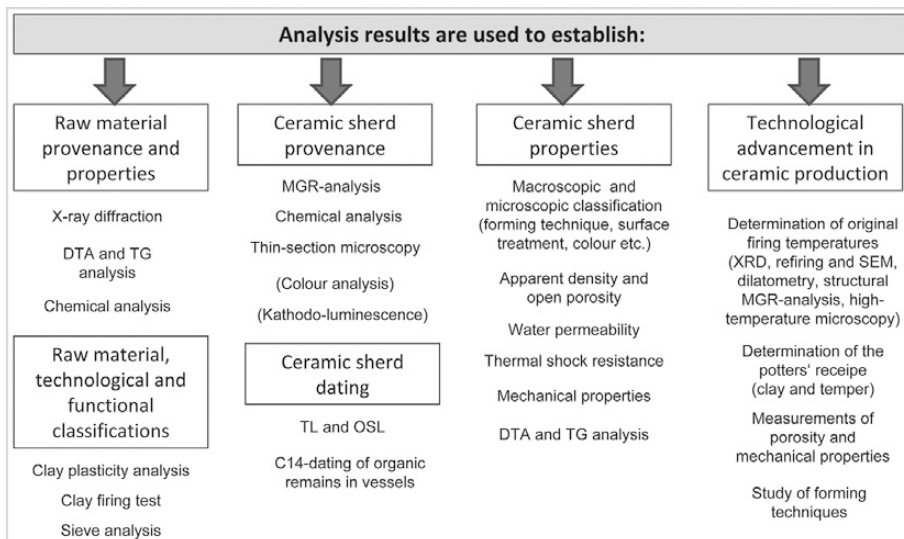 Analysis results are used to establish:
Raw material
provenance and
properties
X-ray diffraction
DTA and TG
analysis
Chemical analysis
Raw material,
technological and
functional
classifications
Clay plasticity analysis
Clay firing test
Sieve analysis
Ceramic sherd
provenance
MGR-analysis
Chemical analysis
Thin-section microscopy
(Colour analysis)
(Kathodo-luminescence)
Ceramic sherd
dating
TL and OSL
C14-dating of organic
remains in vessels
Ceramic sherd
properties
Macroscopic and
microscopic classification
(forming technique, surface
treatment, colour etc.)
Apparent density and
open porosity
Water permeability
Thermal shock resistance
Mechanical properties
DTA and TG analysis
Technological
advancement in
ceramic production
Determination of original
firing temperatures
(XRD, refiring and SEM,
dilatometry, structural
MGR-analysis, high-
temperature microscopy)
Determination of the
potters' receipe
(clay and temper)
Measurements of
porosity and
mechanical properties
Study of forming
techniques